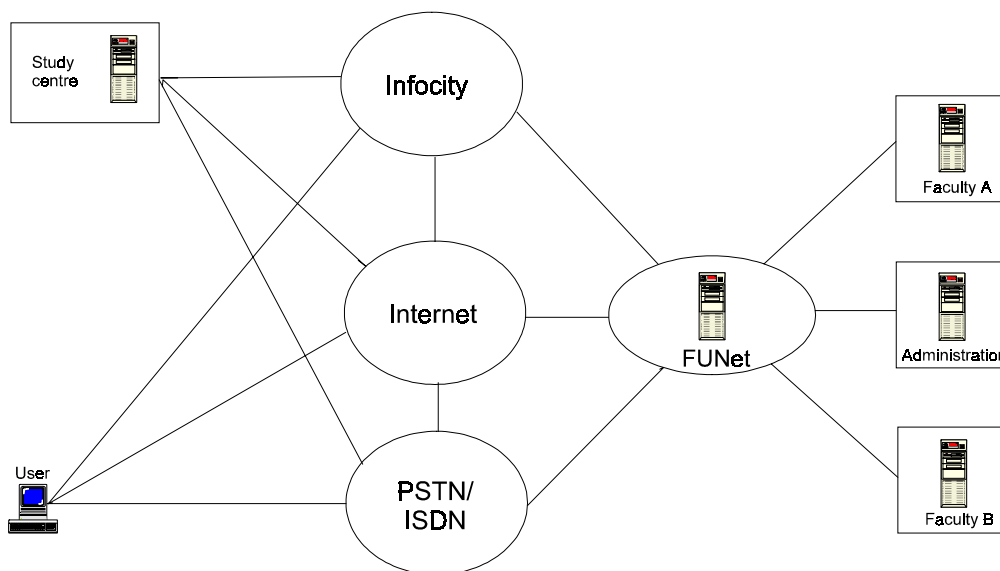 Study
centre
Infocity
Faculty A
Internet
FUNet
Administration
User
PSTN/
ISDN
Faculty B